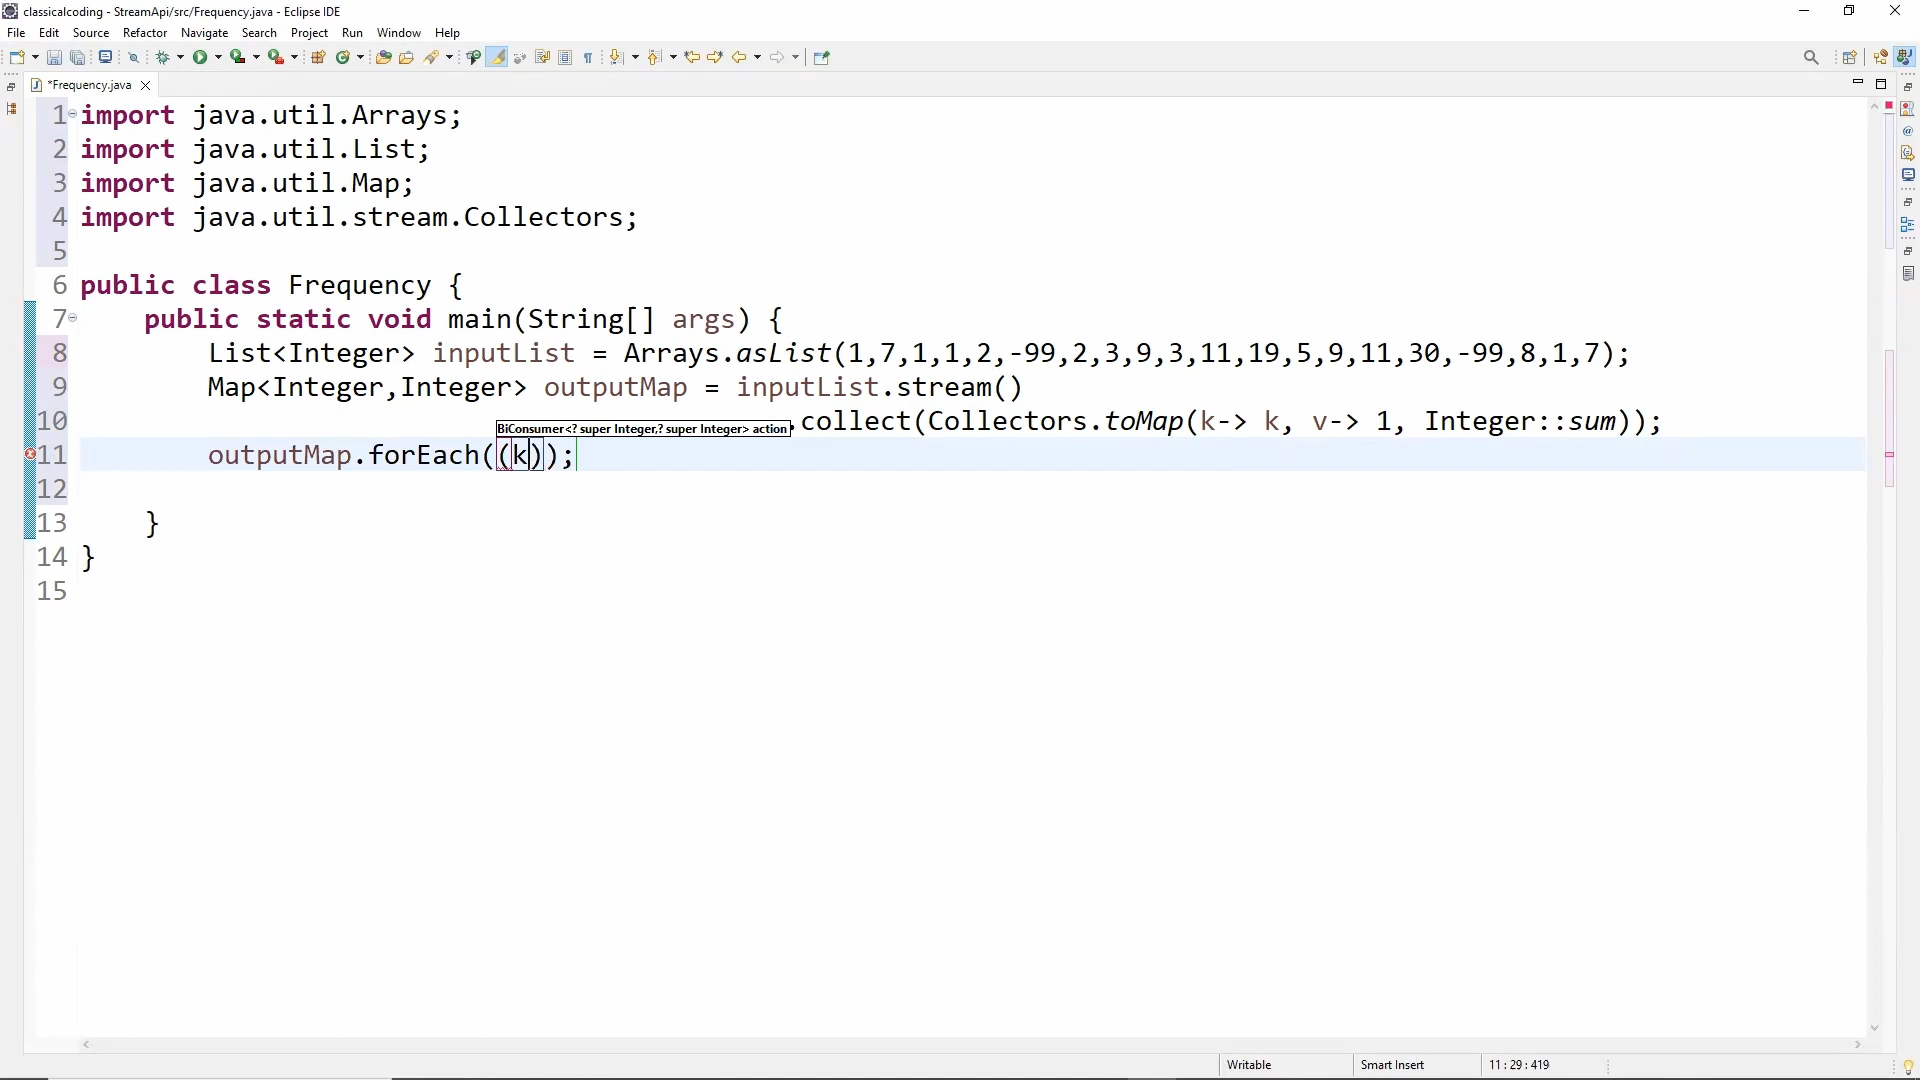 classicalcoding - StreamApi/src/Frequency.java - Eclipse IDE
File Edit Source Refactor Navigate Search Project Run Window Help
*Frequency.java
1 import java.util.Arrays;
2 import java.util.List;
3 import java.util.Map;
4 import java.util.stream.Collectors;
5
6 public class Frequency {
7 public static void main(String[] args) {
8 List<Integer> inputList = Arrays.asList(1,7,1,1,2,-99,2,3,9,3,11,19,5,9,11,30,-99,8,1,7);
9 Map<Integer,Integer> outputMap = inputList.stream()
10 .collect(Collectors.toMap(k-> k, v-> 1, Integer::sum));
BiConsumer<? super Integer,? super Integer> action
11 outputMap.forEach((k));
12
13 }
14 }
15
Writable Smart Insert 11 : 29 : 419